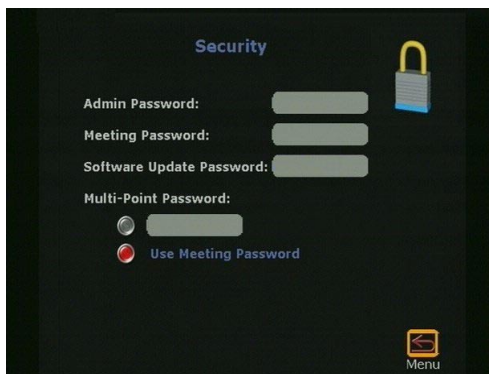 Security
Admin Password:
Meeting Password:
Software Update Password:
Multi-Point Password:
Use Meeting Password
Menu